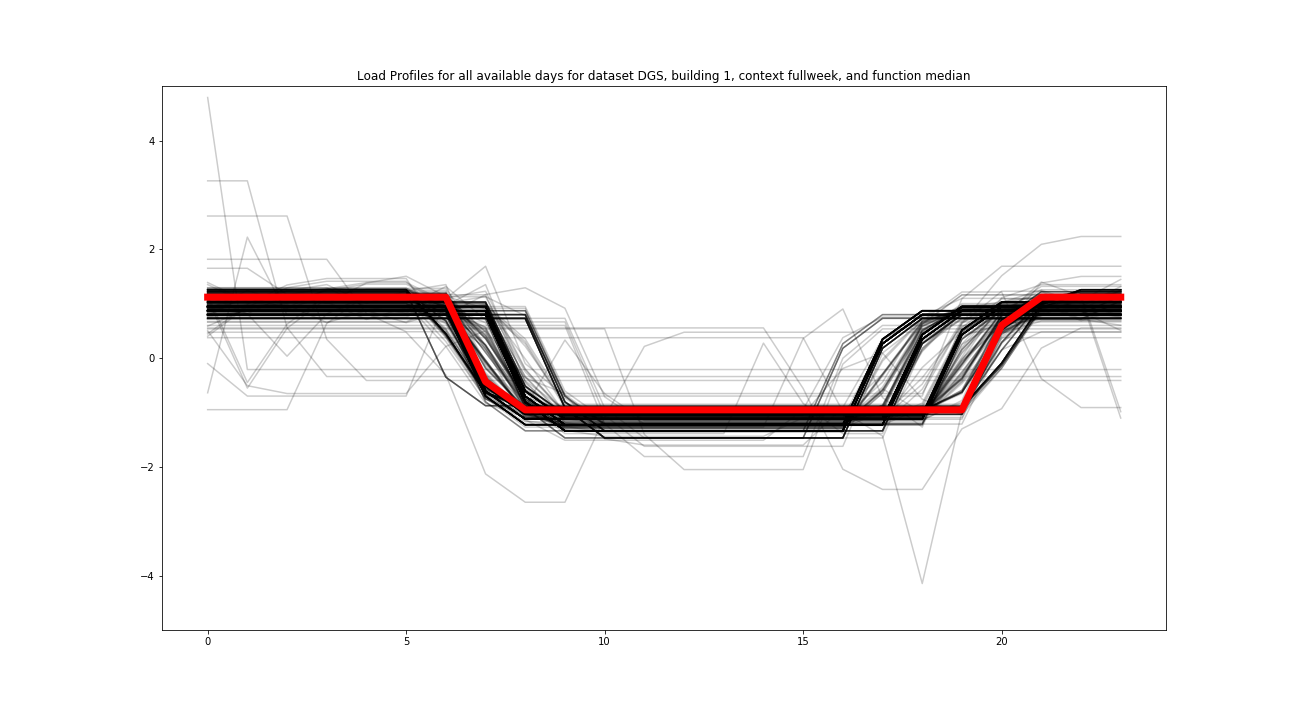 Load Profiles for all available days for dataset DGS, building 1, context fullweek, and function median
4
2
0
−2
−4
0 5 10 15 20